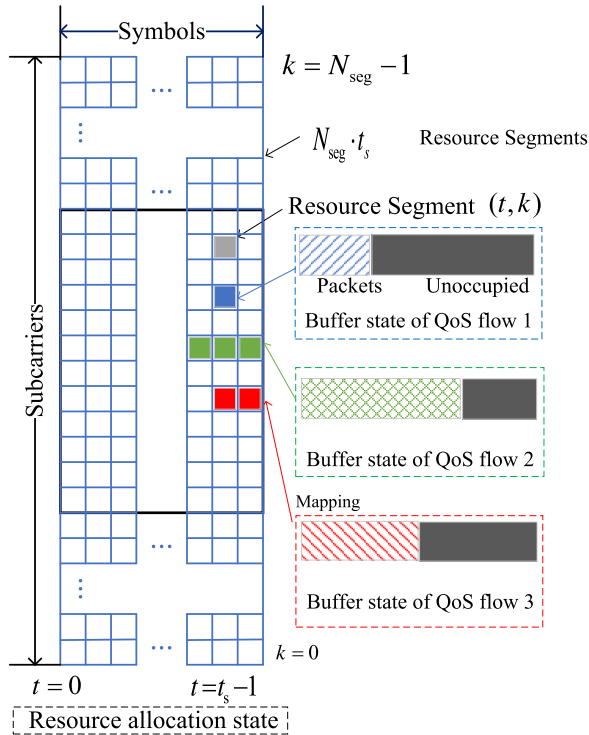 Symbols
k = N_seg − 1
...
⋮
N_seg · t_s Resource Segments
...
Resource Segment (t, k)
Packets Unoccupied
Buffer state of QoS flow 1
Subcarriers
Buffer state of QoS flow 2
Mapping
...
Buffer state of QoS flow 3
⋮
...
k = 0
t = 0 t = t_s − 1
Resource allocation state